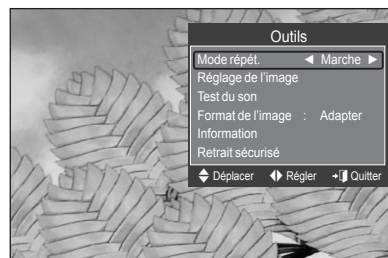 Outils
Mode répét. ◄ Marche ►
Réglage de l'image
Test du son
Format de l'image : Adapter
Information
Retrait sécurisé
Déplacer Régler Quitter